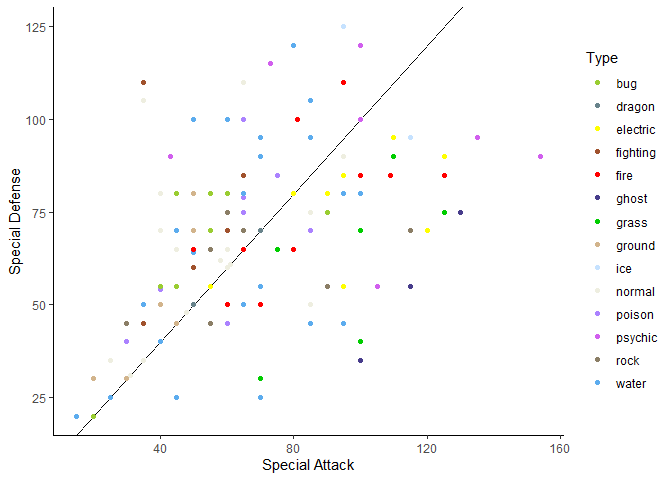 125
100
75
50
25
Special Defense
40
80
120
160
Special Attack
Type
bug
dragon
electric
fighting
fire
ghost
grass
ground
ice
normal
poison
psychic
rock
water